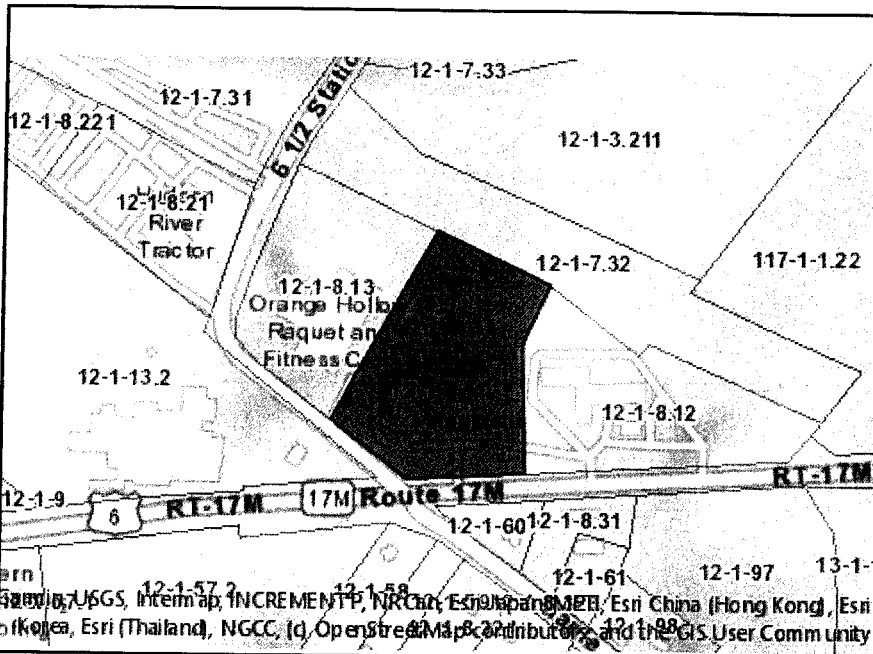 12-1-7.33
12-1-7.31
6 1/2 Static
12-1-8.221
12-1-3.211
12-1-8.21
River
Tractor
12-1-7.32
117-1-1.22
12-1-8.13
Orange Hollo
Raquet an
Fitness C
12-1-13.2
12-1-8.12
12-1-9
6
RT-17M
17M
Route 17M
RT-17M
12-1-60
12-1-8.31
ern
12-1-57.2
12-1-58
12-1-61
12-1-97
13-1-
USGS, Intermap, INCREMENT P, NRCan, Esri Japan, METI, Esri China (Hong Kong), Esri
(Korea, Esri (Thailand), NGCC, (c) OpenStreetMap contributors, and the GIS User Community